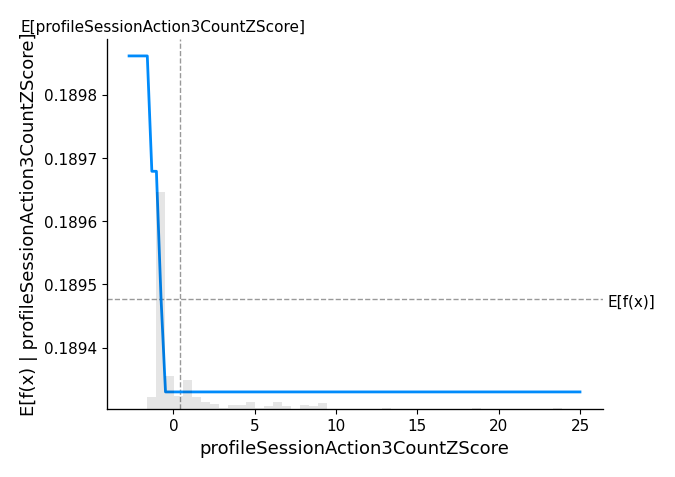 E[profileSessionAction3CountZScore]
E[f(x) | profileSessionAction3CountZScore]
0.1898
0.1897
0.1896
0.1895
0.1894
E[f(x)]
0 5 10 15 20 25
profileSessionAction3CountZScore